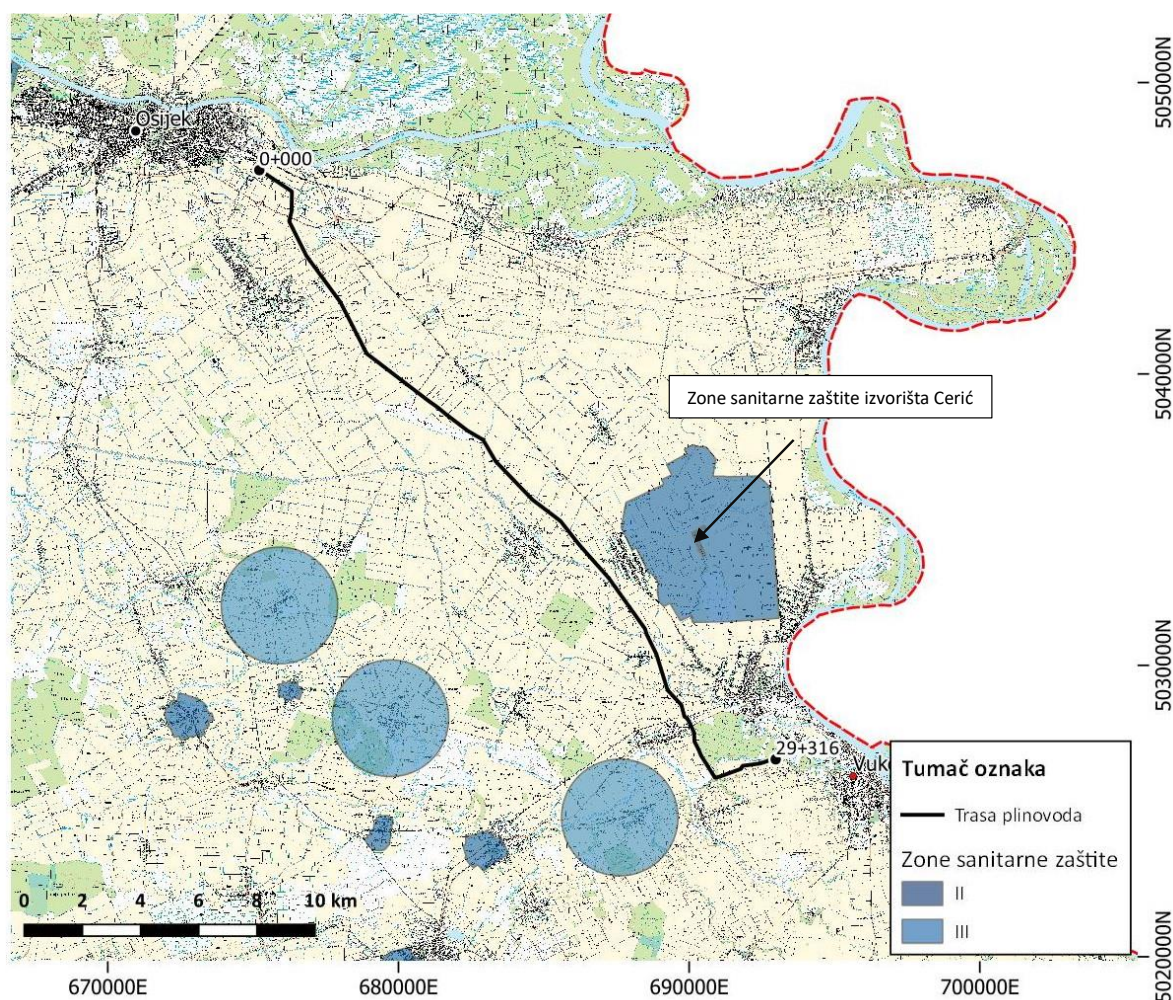 5050000N
Osijek
0+000
5040000N
Zone sanitarne zaštite izvorišta Cerić
5030000N
29+316
Vuk
Tumač oznaka
Trasa plinovoda
Zone sanitarne zaštite
II
III
0 2 4 6 8 10 km
5020000N
670000E 680000E 690000E 700000E